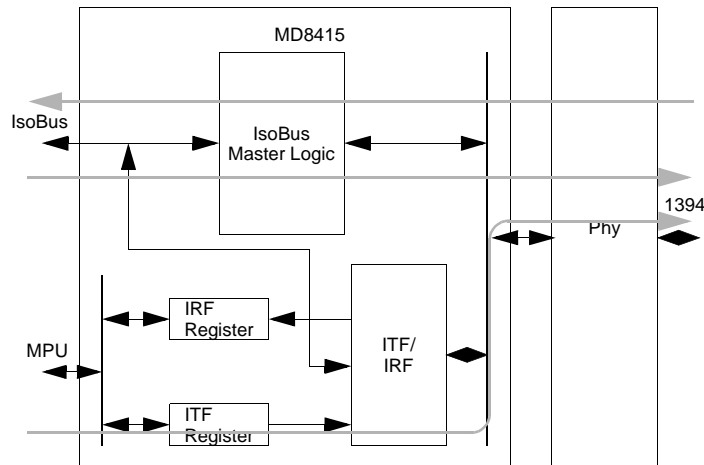 MD8415
IsoBus
IsoBus
Master Logic
1394
Phy
IRF
Register
MPU
ITF/
IRF
ITF
Register